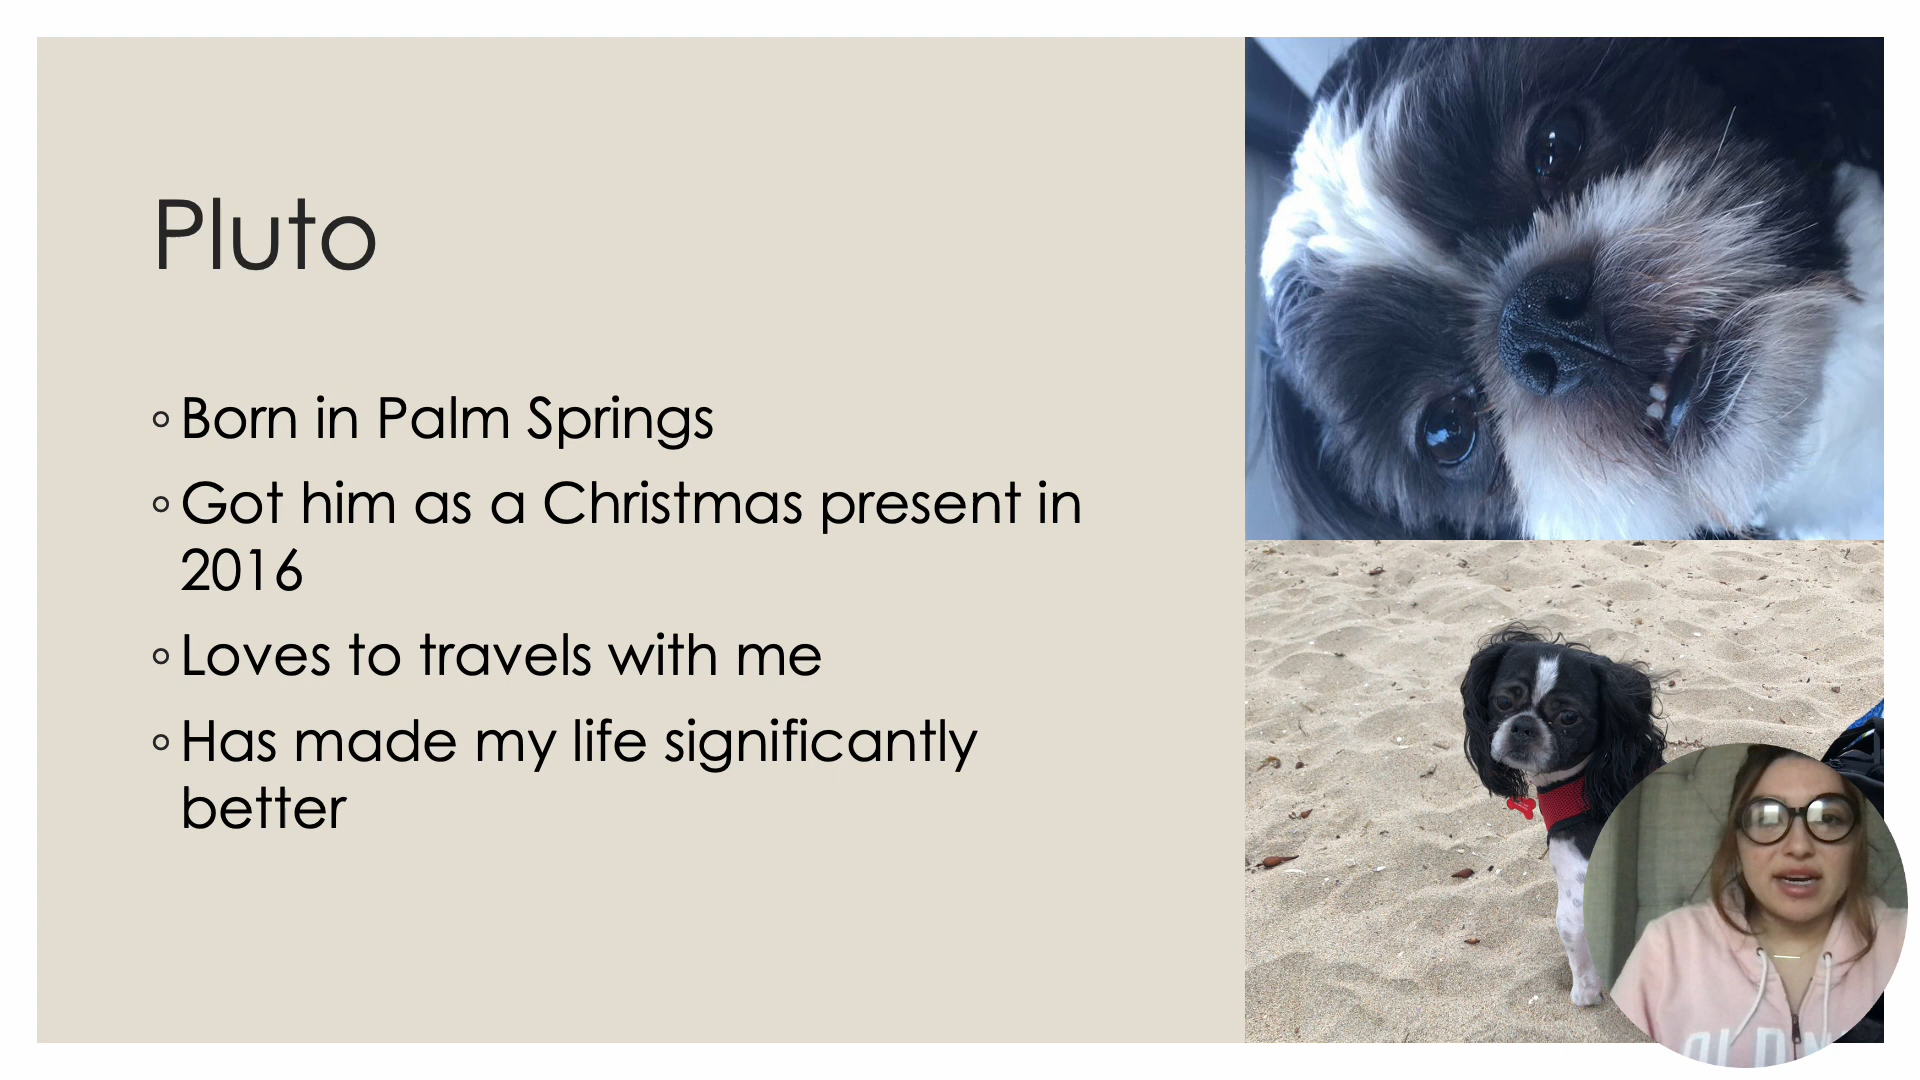 Pluto
◦ Born in Palm Springs
◦ Got him as a Christmas present in
2016
◦ Loves to travels with me
◦ Has made my life significantly
better